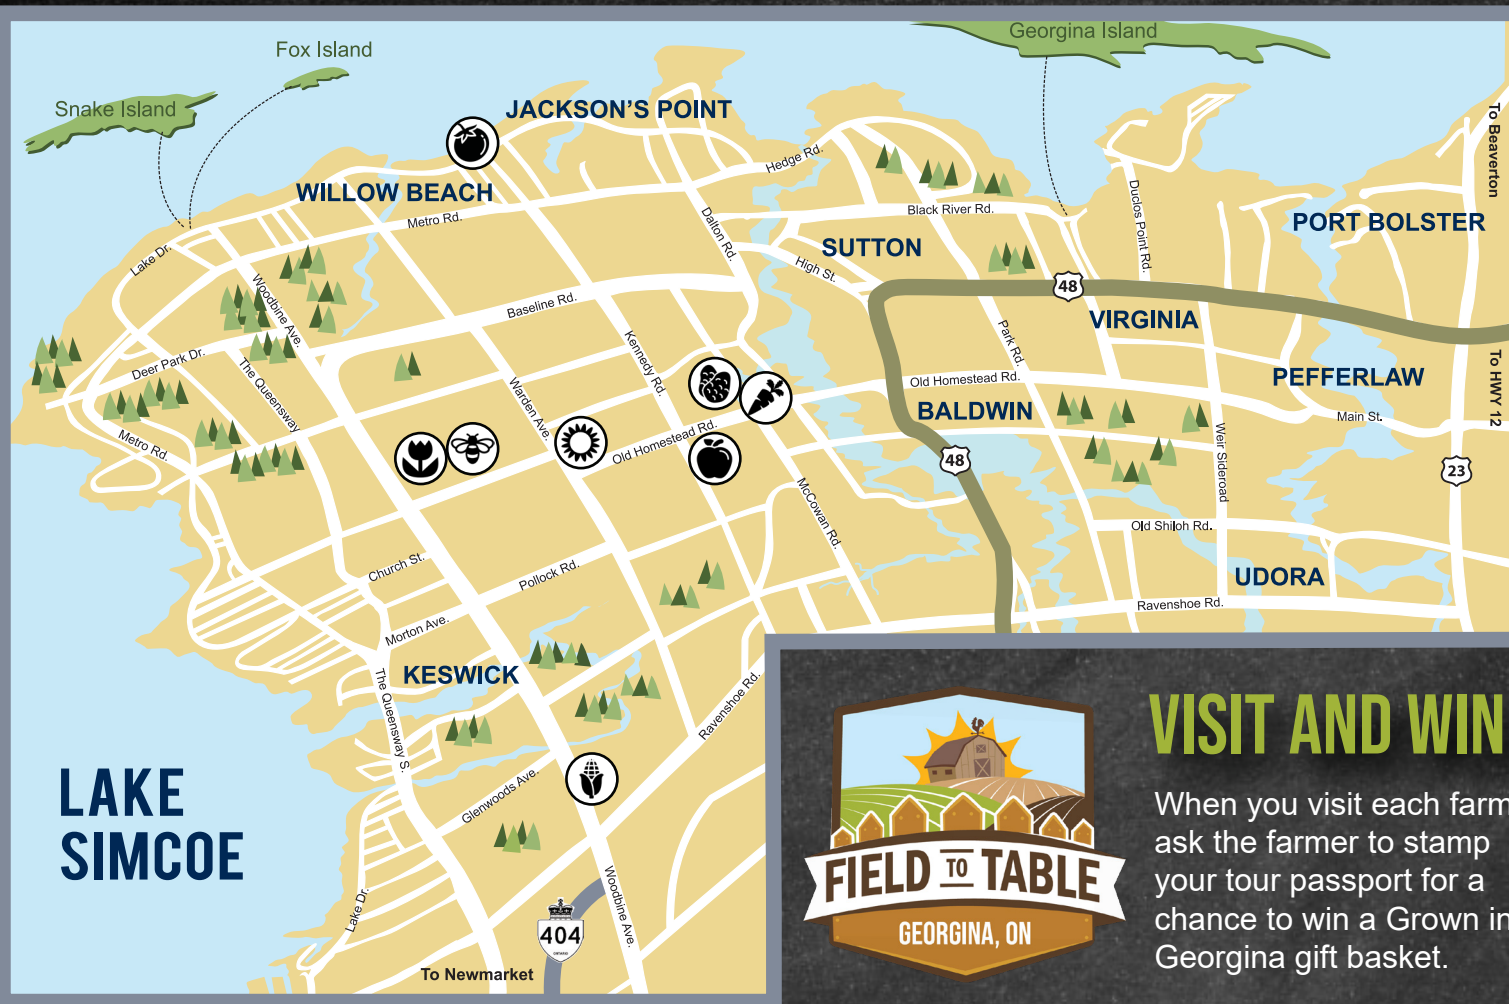 Fox Island
Georgina Island
Snake Island
JACKSON'S POINT
To Beaverton
Hedge Rd.
WILLOW BEACH
Metro Rd.
Dalton Rd.
Black River Rd.
Duclos Point Rd.
PORT BOLSTER
SUTTON
Lake Dr.
High St.
Woodbine Ave.
48
Baseline Rd.
VIRGINIA
Kennedy Rd.
Park Rd.
To HWY 12
Deer Park Dr.
The Queensway
Warden Ave.
Old Homestead Rd.
PEFFERLAW
BALDWIN
Main St.
Metro Rd.
Old Homestead Rd.
Weir Sideroad
48
23
McCowan Rd.
Old Shiloh Rd.
Church St.
Pollock Rd.
UDORA
Ravenshoe Rd.
Morton Ave.
KESWICK
The Queensway S.
Ravenshoe Rd.
LAKE
SIMCOE
Glenwoods Ave.
Woodbine Ave.
Lake Dr.
404
ONTARIO
To Newmarket
FIELD TO TABLE
GEORGINA, ON
VISIT AND WIN
When you visit each farm
ask the farmer to stamp
your tour passport for a
chance to win a Grown in
Georgina gift basket.